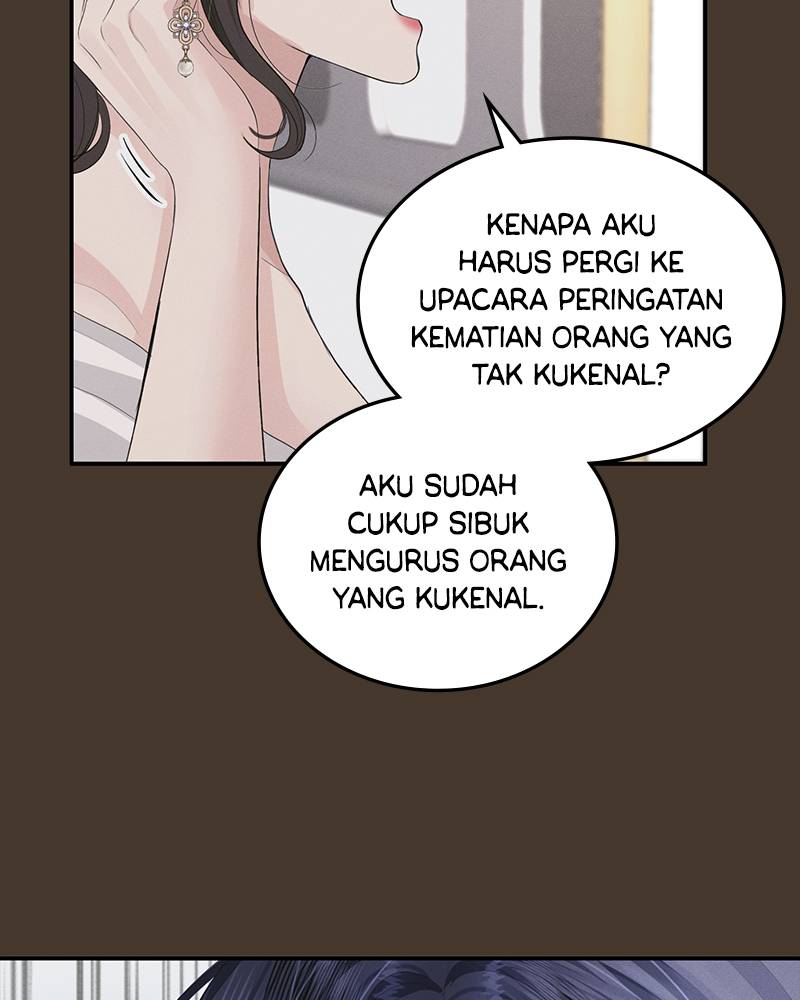 KENAPA AKU
HARUS PERGI KE
UPACARA PERINGATAN
KEMATIAN ORANG YANG
TAK KUKENAL?
AKU SUDAH
CUKUP SIBUK
MENGURUS ORANG
YANG KUKENAL.